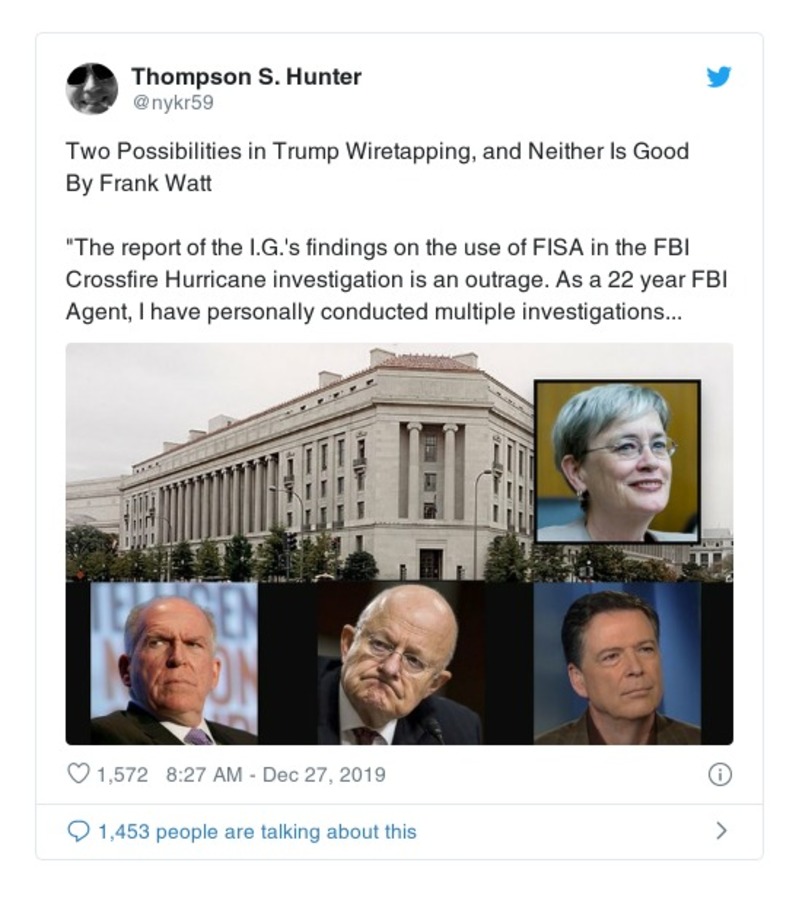 Thompson S. Hunter
@nykr59
Two Possibilities in Trump Wiretapping, and Neither Is Good
By Frank Watt
"The report of the I.G.'s findings on the use of FISA in the FBI
Crossfire Hurricane investigation is an outrage. As a 22 year FBI
Agent, I have personally conducted multiple investigations...
1,572 8:27 AM - Dec 27, 2019
1,453 people are talking about this